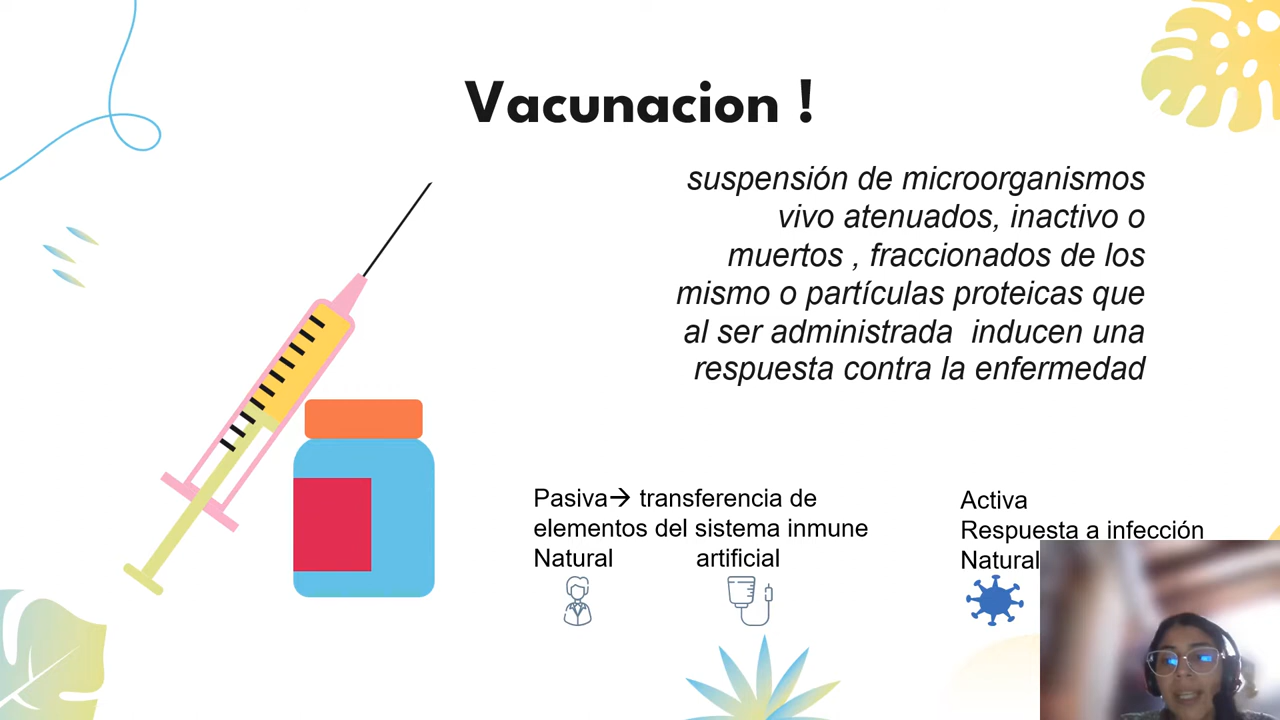 Vacunacion !
suspensión de microorganismos
vivo atenuados, inactivo o
muertos , fraccionados de los
mismo o partículas proteicas que
al ser administrada inducen una
respuesta contra la enfermedad
Pasiva→ transferencia de
elementos del sistema inmune
Natural artificial
Activa
Respuesta a infección
Natural